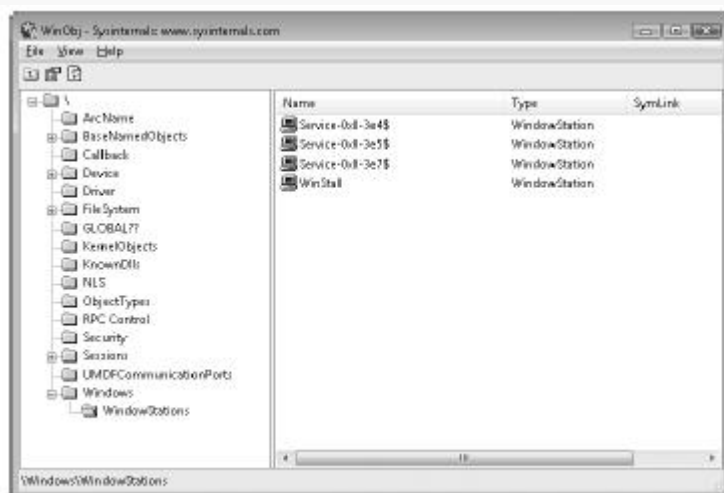 WinObj - Sysinternals: www.sysinternals.com
File View Help
\
ArcName
BaseNamedObjects
Callback
Device
Driver
FileSystem
GLOBAL??
KernelObjects
KnownDlls
NLS
ObjectTypes
RPC Control
Security
Sessions
UMDFCommunicationPorts
Windows
WindowStations
Name Type SymLink
Service-0x0-3e4$ WindowStation
Service-0x0-3e5$ WindowStation
Service-0x0-3e7$ WindowStation
WinSta0 WindowStation
\Windows\WindowStations